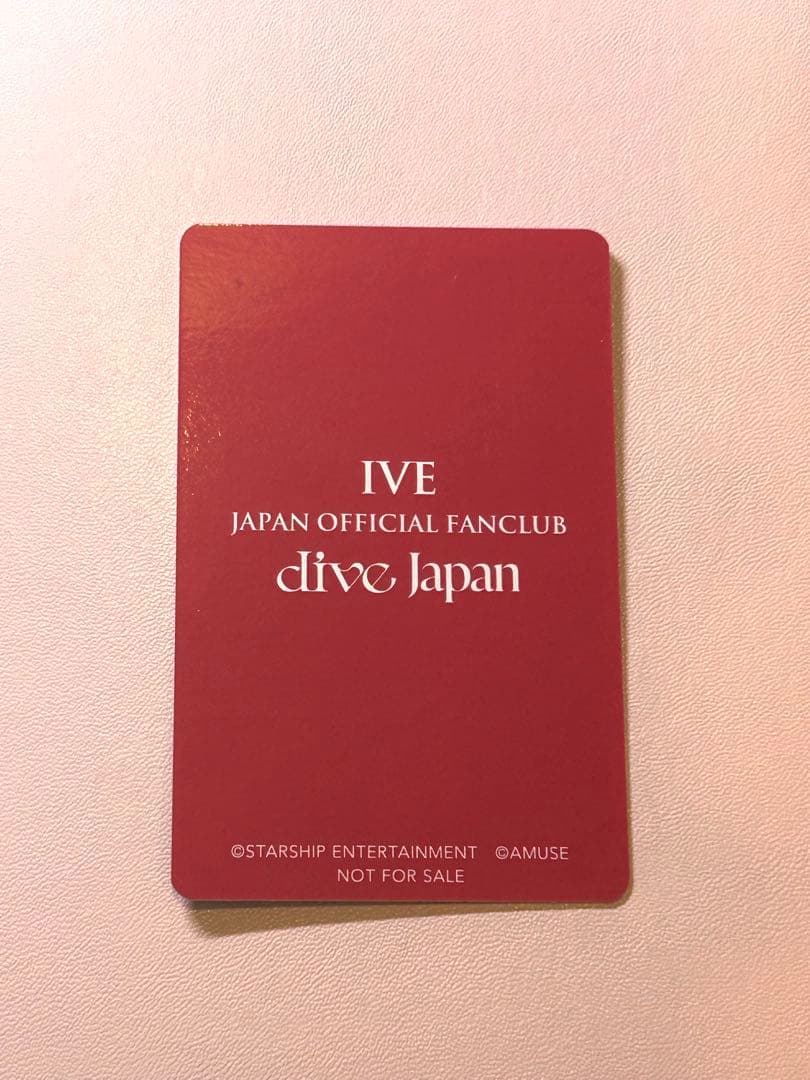 IVE
JAPAN OFFICIAL FANCLUB
dive Japan
©STARSHIP ENTERTAINMENT ©AMUSE
NOT FOR SALE